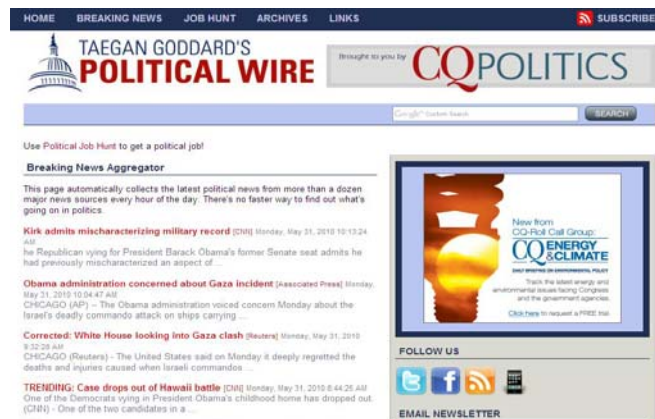 HOME BREAKING NEWS JOB HUNT ARCHIVES LINKS SUBSCRIBE
TAEGAN GODDARD'S
POLITICAL WIRE
Brought to you by CQPOLITICS
Google™ Custom Search SEARCH
Use Political Job Hunt to get a political job!
Breaking News Aggregator
This page automatically collects the latest political news from more than a dozen
major news sources every hour of the day. There's no faster way to find out what's
going on in politics.
Kirk admits mischaracterizing military record [CNN] Monday, May 31, 2010 10:13:24
AM
he Republican vying for President Barack Obama's former Senate seat admits he
had previously mischaracterized an aspect of ...
Obama administration concerned about Gaza incident [Associated Press] Monday,
May 31, 2010 10:04:47 AM
CHICAGO (AP) – The Obama administration voiced concern Monday about the
Israel's deadly commando attack on ships carrying ...
Corrected: White House looking into Gaza clash [Reuters] Monday, May 31, 2010
9:32:28 AM
CHICAGO (Reuters) - The United States said on Monday it deeply regretted the
deaths and injuries caused when Israeli commandos ...
TRENDING: Case drops out of Hawaii battle [CNN] Monday, May 31, 2010 8:44:25 AM
One of the Democrats vying in President Obama's childhood home has dropped out
(CNN) - One of the two candidates in a ...
New from
CQ-Roll Call Group:
CQ ENERGY
&CLIMATE
DAILY BRIEFING ON ENVIRONMENTAL POLICY
Track the latest energy and
environmental issues facing Congress
and the government agencies.
Click here to request a FREE trial.
FOLLOW US
EMAIL NEWSLETTER